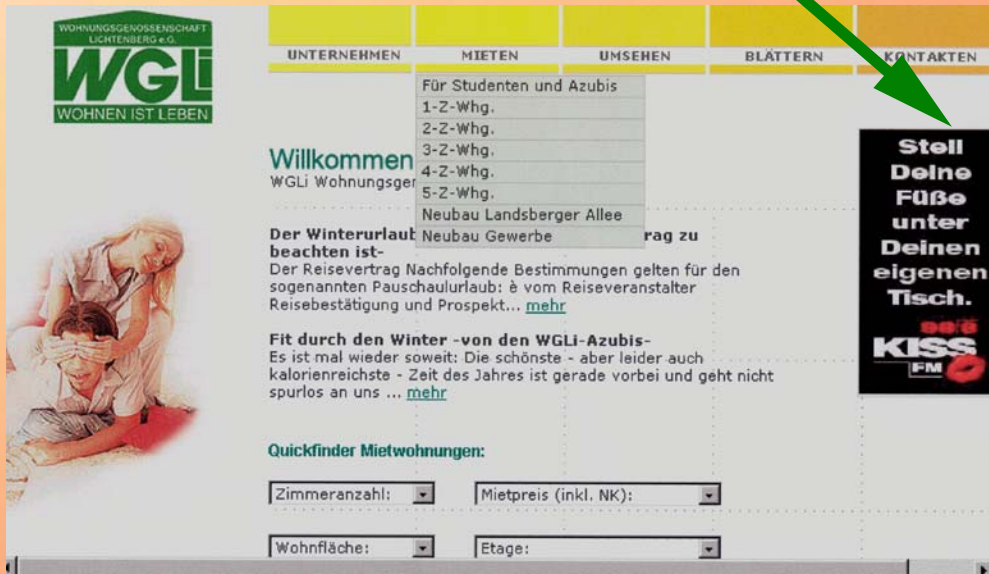 WOHNUNGSGENOSSENSCHAFT
LICHTENBERG e.G.
WGLi
WOHNEN IST LEBEN
UNTERNEHMEN
MIETEN
UMSEHEN
BLÄTTERN
KONTAKTEN
Für Studenten und Azubis
1-Z-Whg.
2-Z-Whg.
3-Z-Whg.
4-Z-Whg.
5-Z-Whg.
Neubau Landsberger Allee
Neubau Gewerbe
Willkommen
WGLi Wohnungsger
Der Winterurlaub rag zu
beachten ist-
Der Reisevertrag Nachfolgende Bestimmungen gelten für den
sogenannten Pauschaulurlaub: è vom Reiseveranstalter
Reisebestätigung und Prospekt... mehr
Fit durch den Winter -von den WGLi-Azubis-
Es ist mal wieder soweit: Die schönste - aber leider auch
kalorienreichste - Zeit des Jahres ist gerade vorbei und geht nicht
spurlos an uns ... mehr
Quickfinder Mietwohnungen:
Zimmeranzahl:
Mietpreis (inkl. NK):
Wohnfläche:
Etage:
Stell
Deine
Füße
unter
Deinen
eigenen
Tisch.
988
KISS
FM